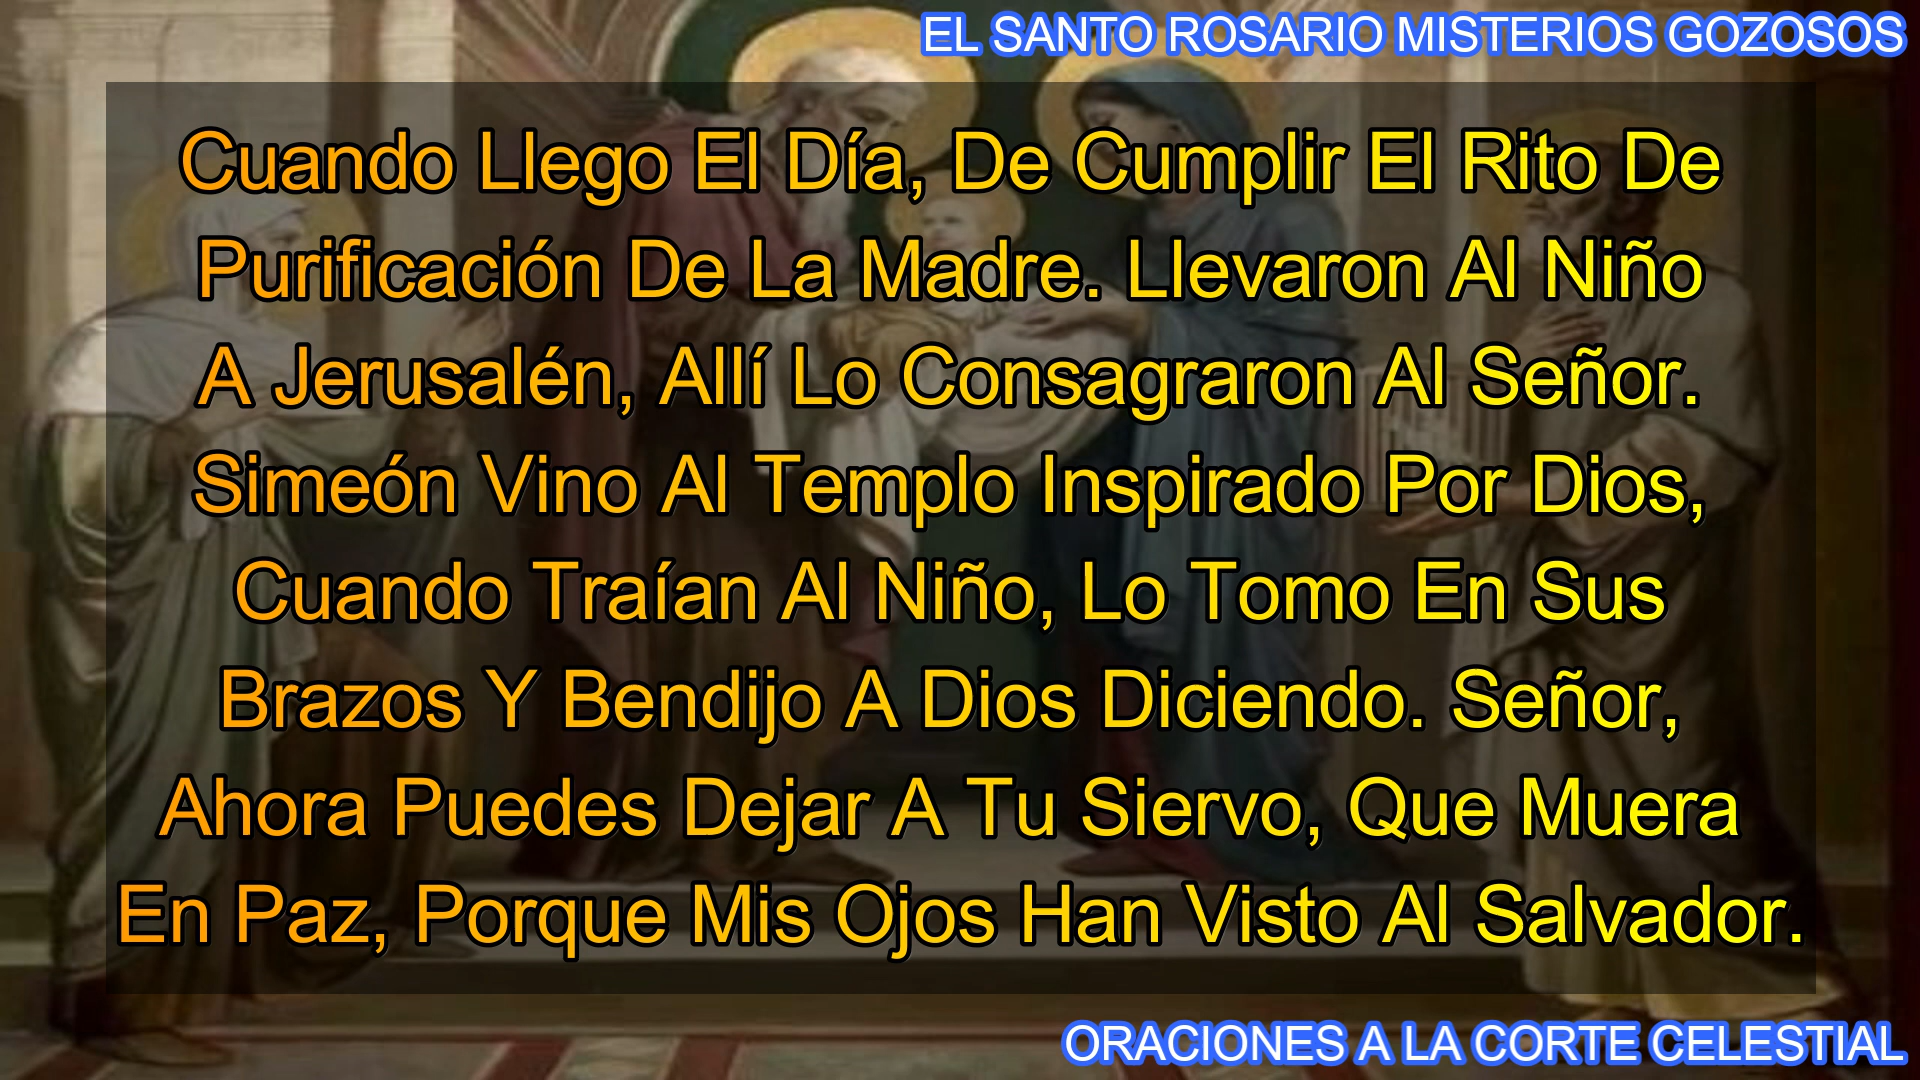 EL SANTO ROSARIO MISTERIOS GOZOSOS
Cuando Llego El Día, De Cumplir El Rito De
Purificación De La Madre. Llevaron Al Niño
A Jerusalén, Allí Lo Consagraron Al Señor.
Simeón Vino Al Templo Inspirado Por Dios,
Cuando Traían Al Niño, Lo Tomo En Sus
Brazos Y Bendijo A Dios Diciendo. Señor,
Ahora Puedes Dejar A Tu Siervo, Que Muera
En Paz, Porque Mis Ojos Han Visto Al Salvador.
ORACIONES A LA CORTE CELESTIAL